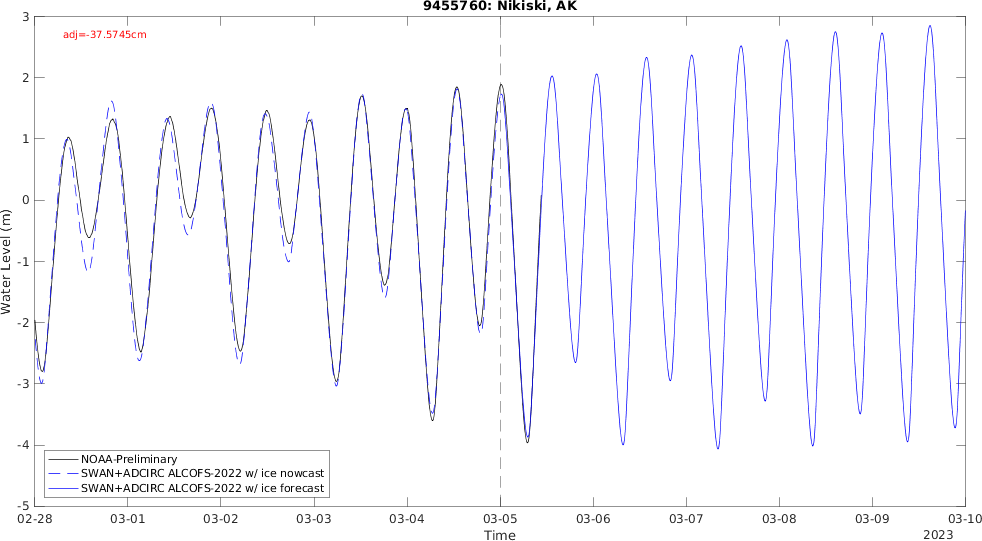 9455760: Nikiski, AK
adj=-37.5745cm
3
2
1
0
-1
-2
-3
-4
-5
Water Level (m)
NOAA-Preliminary
SWAN+ADCIRC ALCOFS-2022 w/ ice nowcast
SWAN+ADCIRC ALCOFS-2022 w/ ice forecast
02-28 03-01 03-02 03-03 03-04 03-05 03-06 03-07 03-08 03-09 03-10
Time
2023